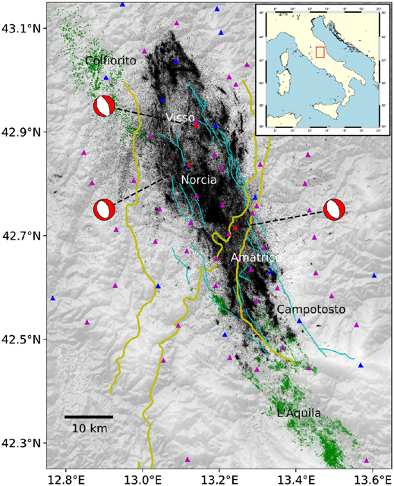 43.1°N
Colfiorito
42.9°N
Visso
Norcia
42.7°N
Amatrice
Campotosto
42.5°N
L'Aquila
10 km
42.3°N
12.8°E 13.0°E 13.2°E 13.4°E 13.6°E